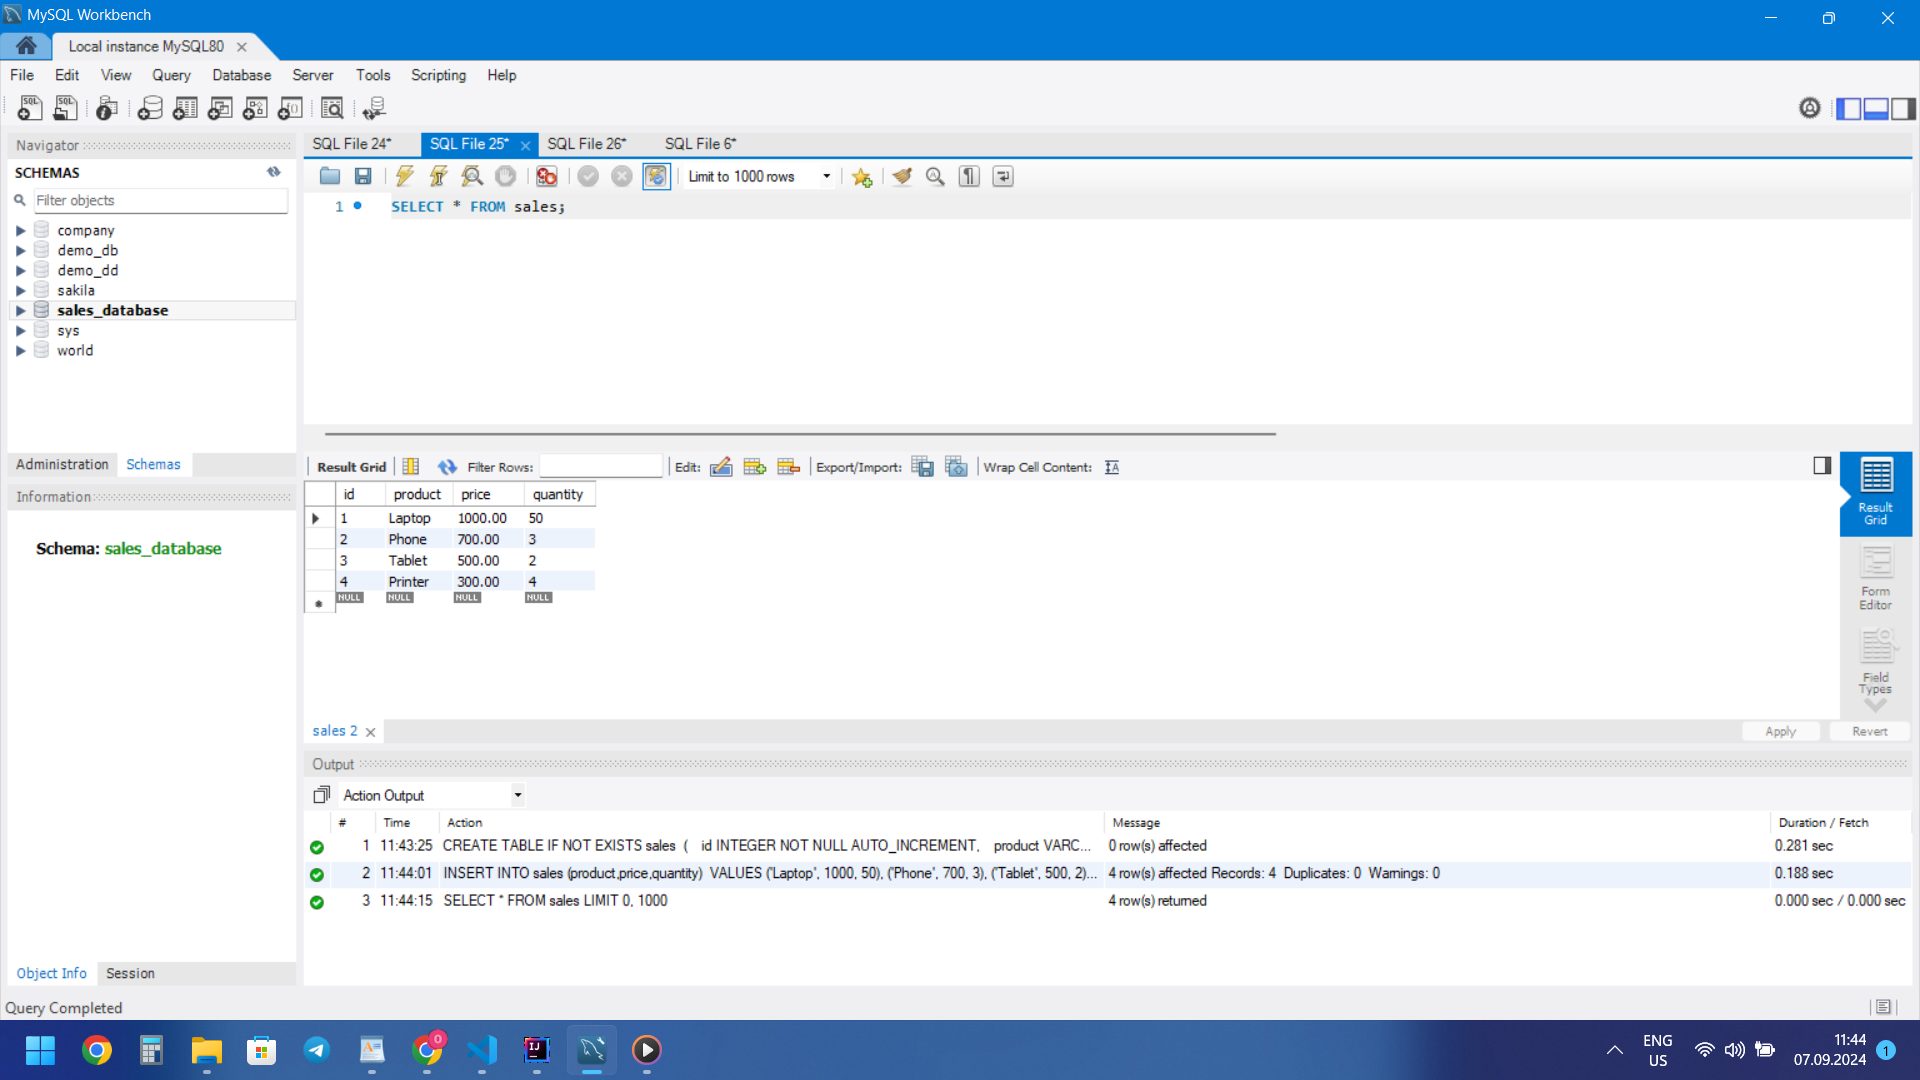 MySQL Workbench
Local instance MySQL80
File Edit View Query Database Server Tools Scripting Help
Navigator
SCHEMAS
Filter objects
company
demo_db
demo_dd
sakila
sales_database
sys
world
Administration Schemas
Information
Schema: sales_database
Object Info Session
SQL File 24* SQL File 25* SQL File 26* SQL File 6*
Limit to 1000 rows
1 SELECT * FROM sales;
Result Grid Filter Rows: Edit: Export/Import: Wrap Cell Content:
id product price quantity
1 Laptop 1000.00 50
2 Phone 700.00 3
3 Tablet 500.00 2
4 Printer 300.00 4
NULL NULL NULL NULL
Result
Grid
Form
Editor
Field
Types
sales 2
Apply Revert
Output
Action Output
# Time Action Message Duration / Fetch
1 11:43:25 CREATE TABLE IF NOT EXISTS sales ( id INTEGER NOT NULL AUTO_INCREMENT, product VARC... 0 row(s) affected 0.281 sec
2 11:44:01 INSERT INTO sales (product,price,quantity) VALUES ('Laptop', 1000, 50), ('Phone', 700, 3), ('Tablet', 500, 2)... 4 row(s) affected Records: 4 Duplicates: 0 Warnings: 0 0.188 sec
3 11:44:15 SELECT * FROM sales LIMIT 0, 1000 4 row(s) returned 0.000 sec / 0.000 sec
Query Completed
ENG
US
11:44
07.09.2024
1